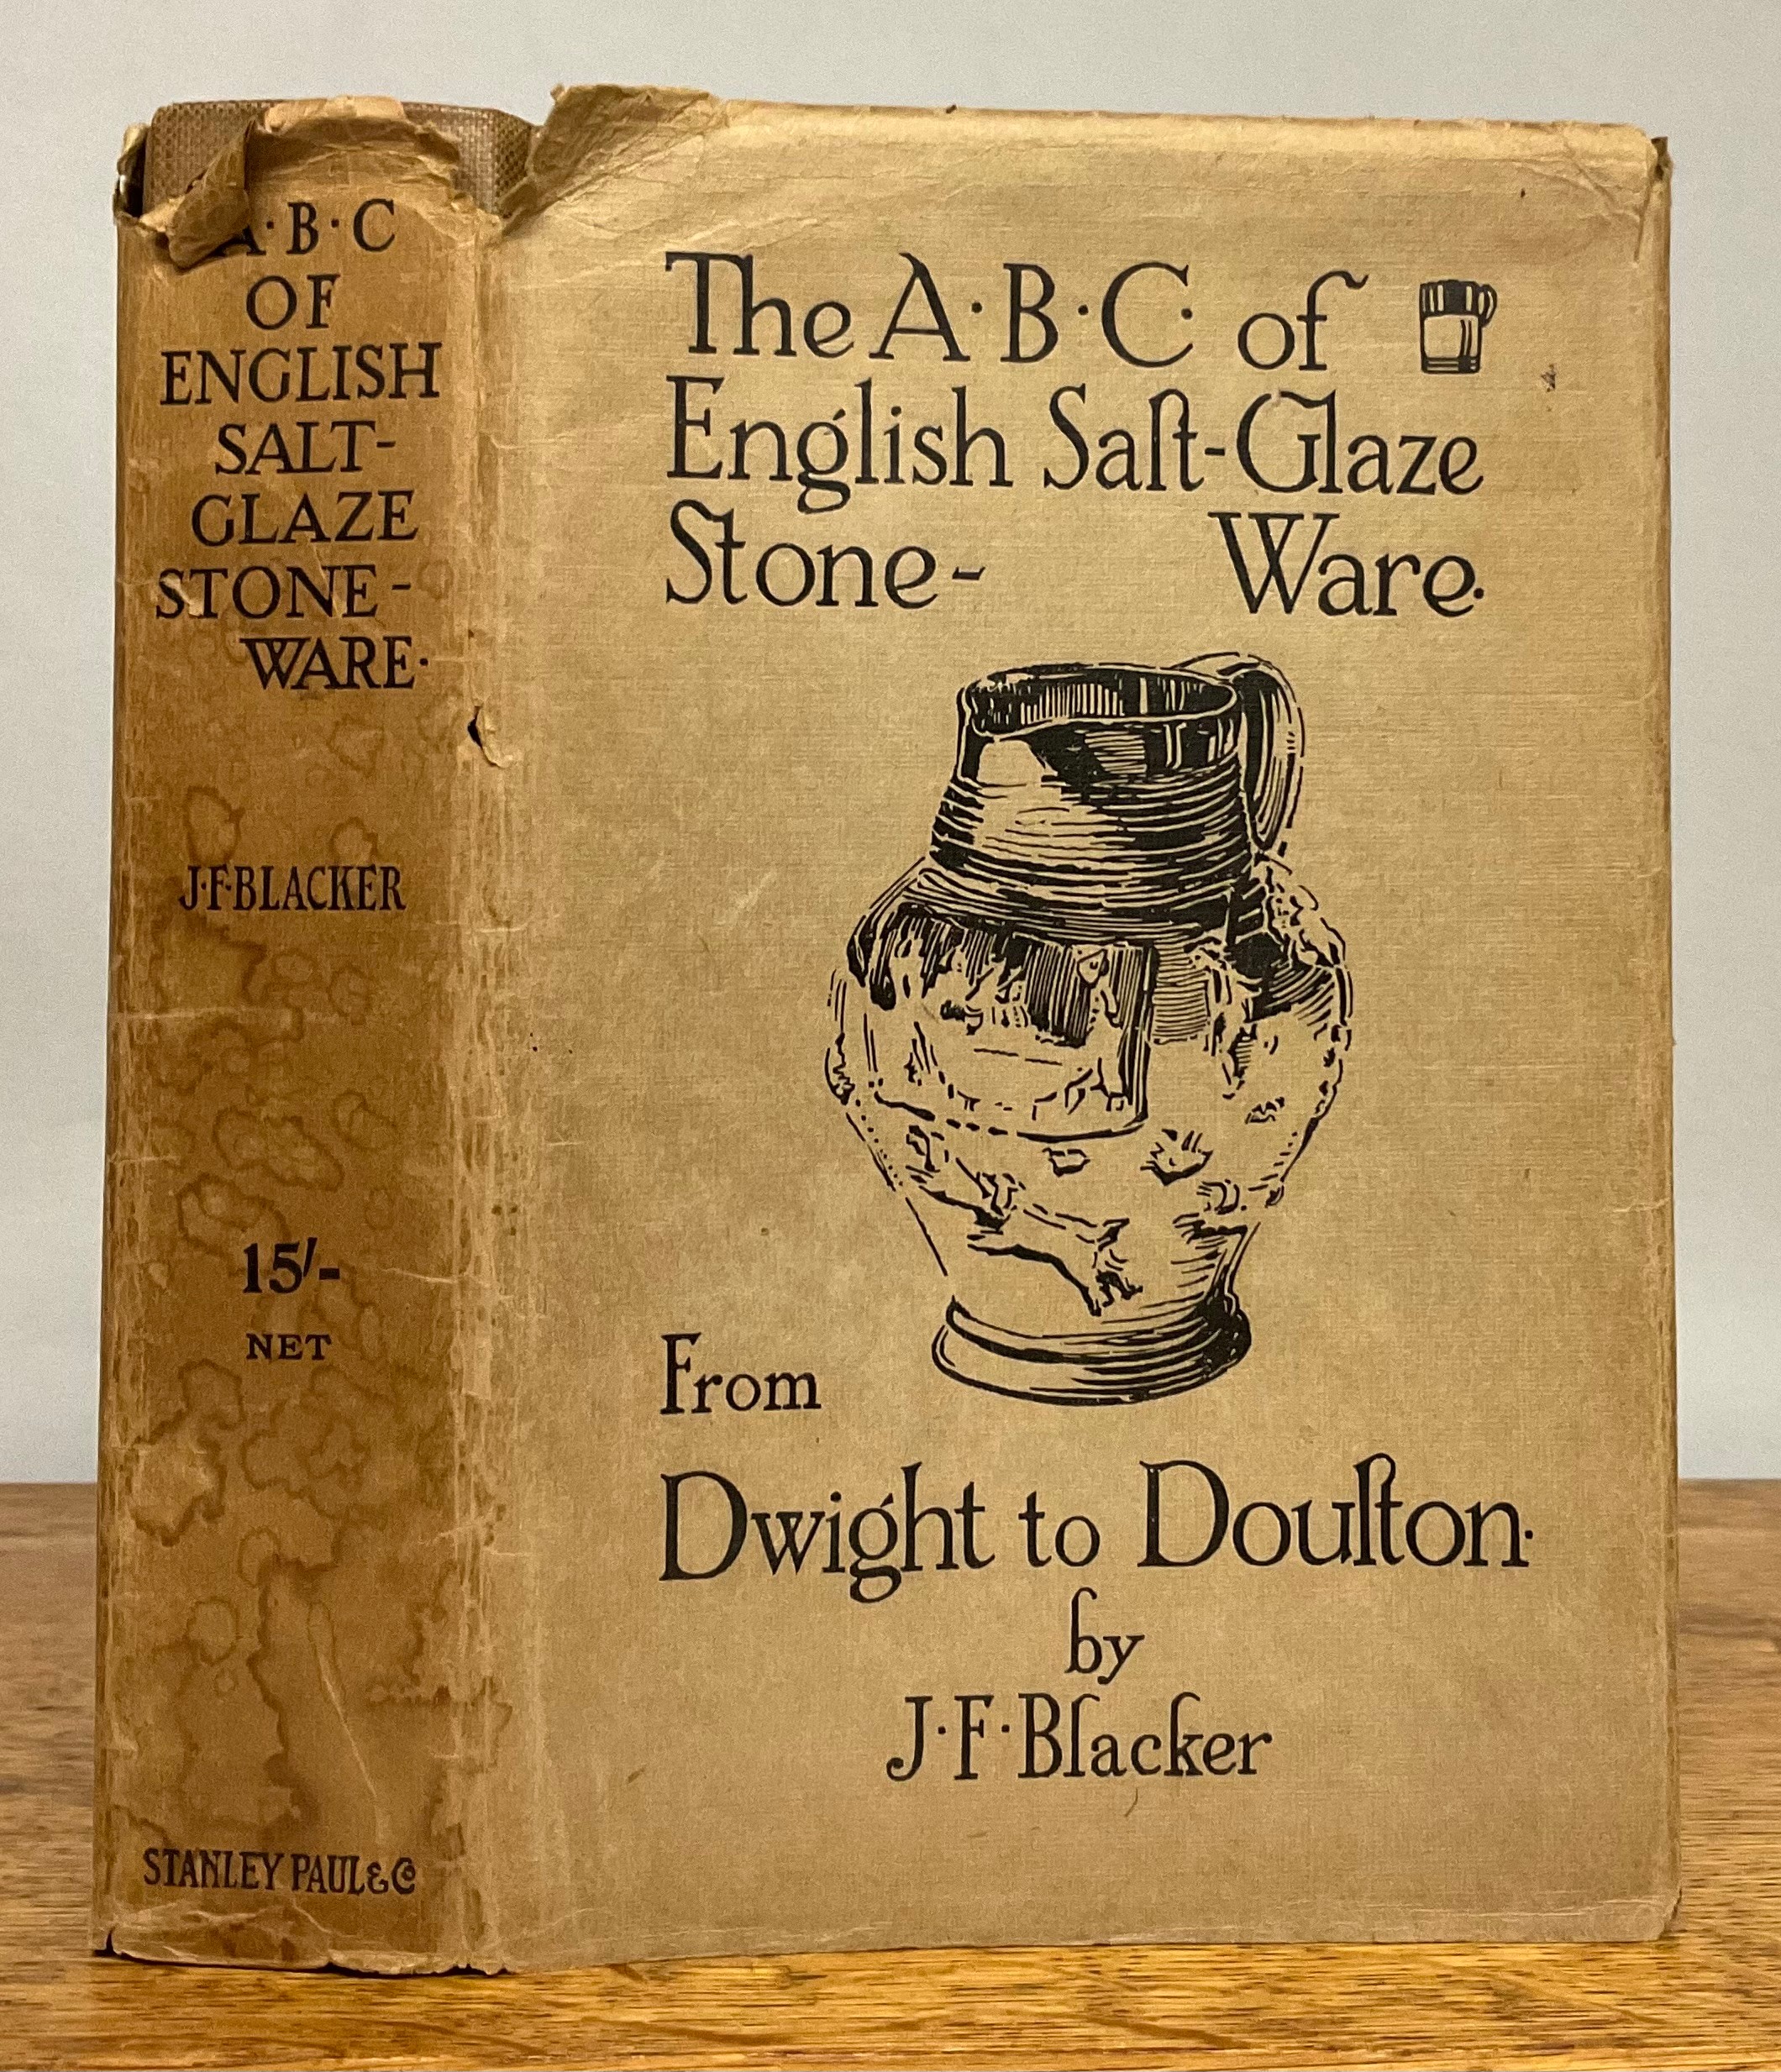 A·B·C
OF
ENGLISH
SALT-
GLAZE
STONE-
WARE·
J·F·BLACKER
15/-
NET
STANLEY PAUL & Co
The A·B·C· of
English Salt-Glaze
Stone- Ware·
From
Dwight to Doulton·
by
J·F·Blacker